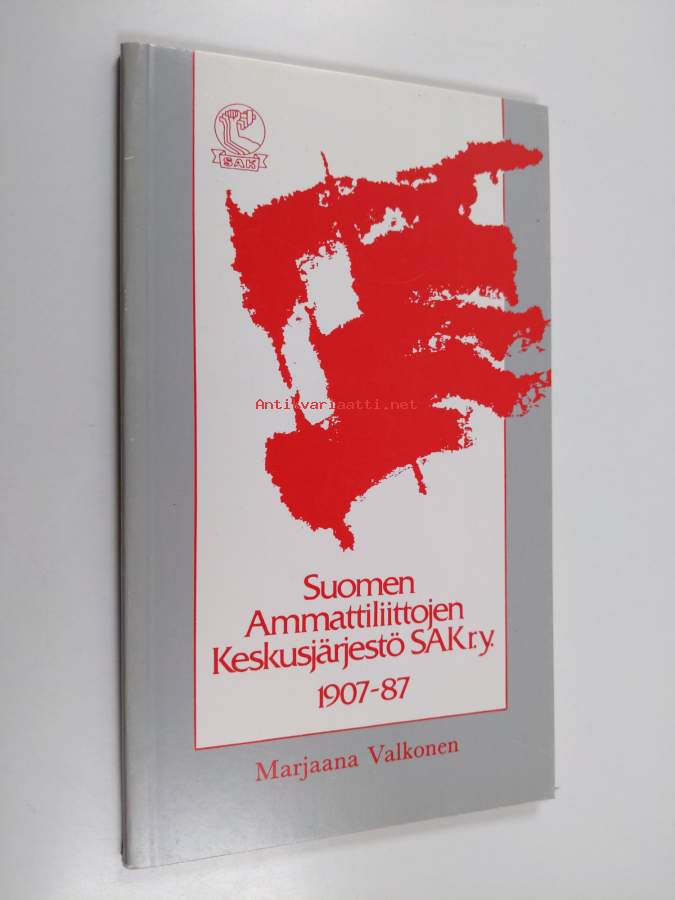 SAK
Antikvariaatti.net
Suomen
Ammattiliittojen
Keskusjärjestö SAK r.y.
1907-87
Marjaana Valkonen